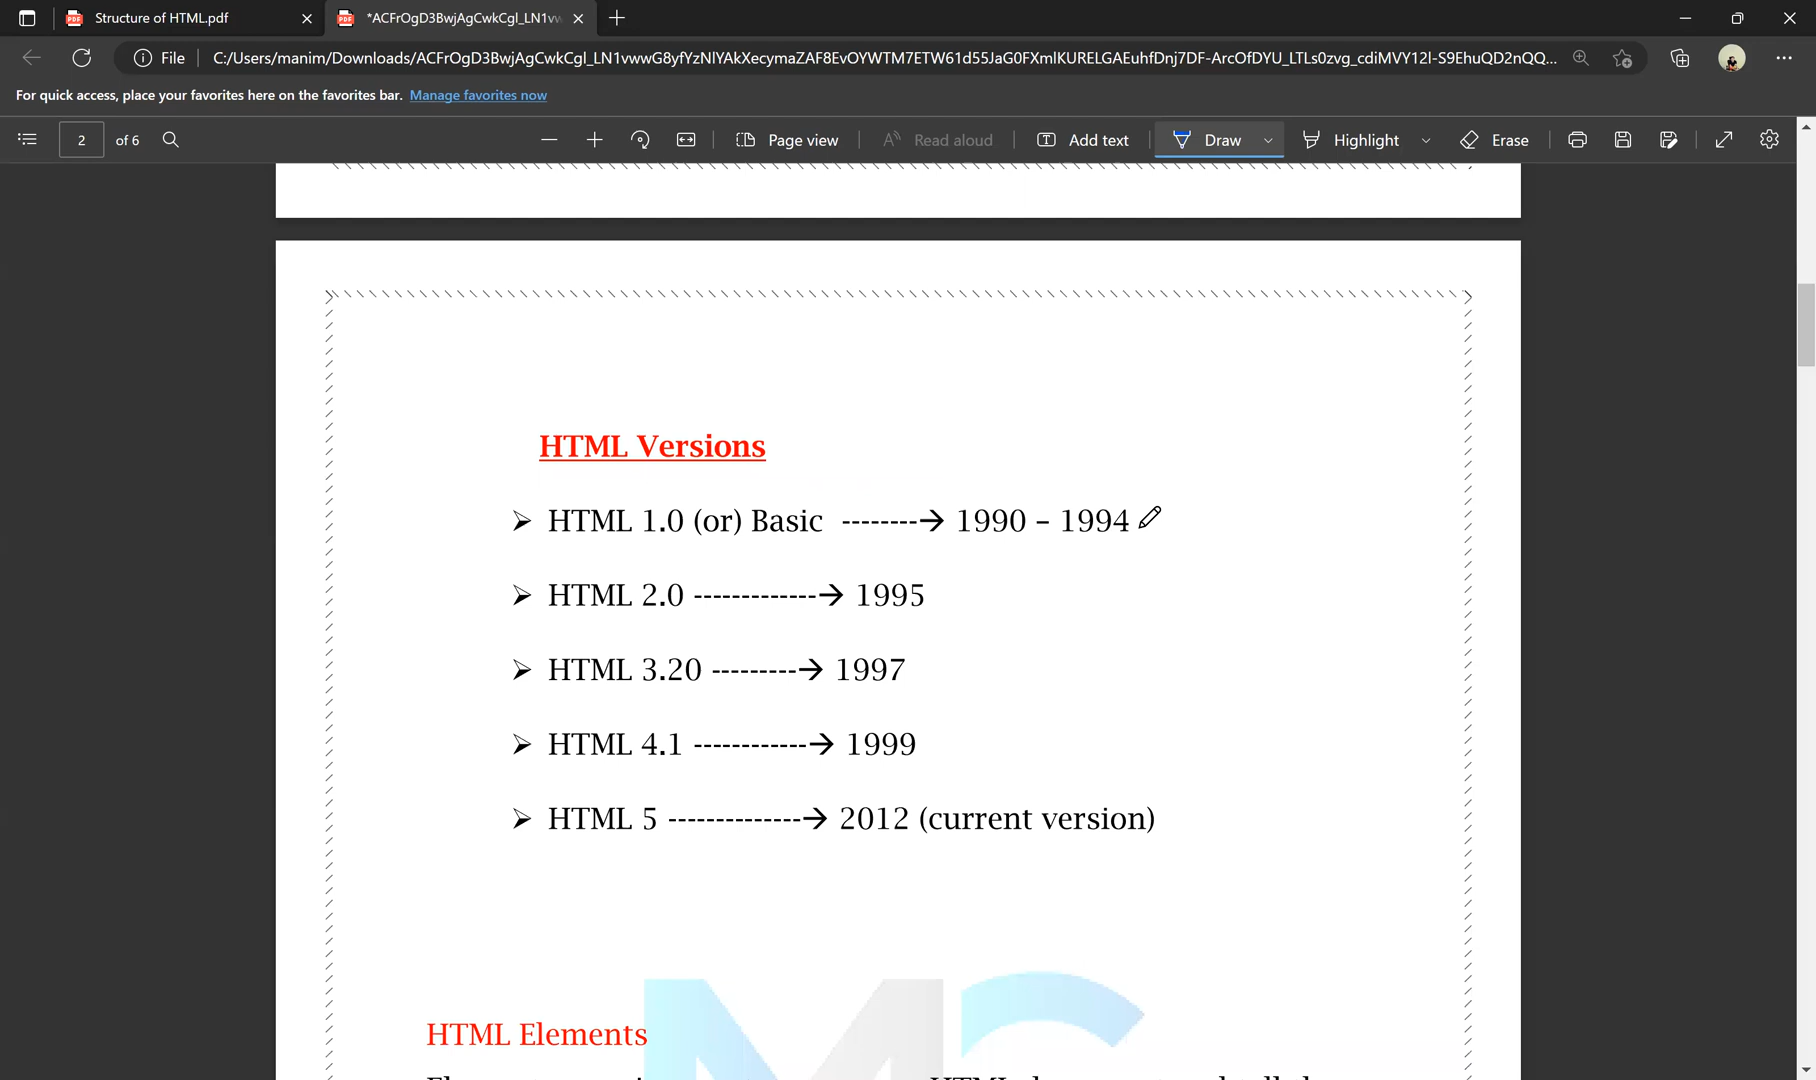 Structure of HTML.pdf
*ACFrOgD3BwjAgCwkCgl_LN1vw
File
C:/Users/manim/Downloads/ACFrOgD3BwjAgCwkCgl_LN1vwwG8yfYzNlYAkXecymaZAF8EvOYWTM7ETW61d55JaG0FXmlKURELGAEuhfDnj7DF-ArcOfDYU_LTLs0zvg_cdiMVY12l-S9EhuQD2nQQ...
For quick access, place your favorites here on the favorites bar. Manage favorites now
2 of 6
Page view
Read aloud
Add text
Draw
Highlight
Erase
HTML Versions
➢ HTML 1.0 (or) Basic --------→ 1990 – 1994
➢ HTML 2.0 -------------→ 1995
➢ HTML 3.20 ---------→ 1997
➢ HTML 4.1 ------------→ 1999
➢ HTML 5 --------------→ 2012 (current version)
HTML Elements